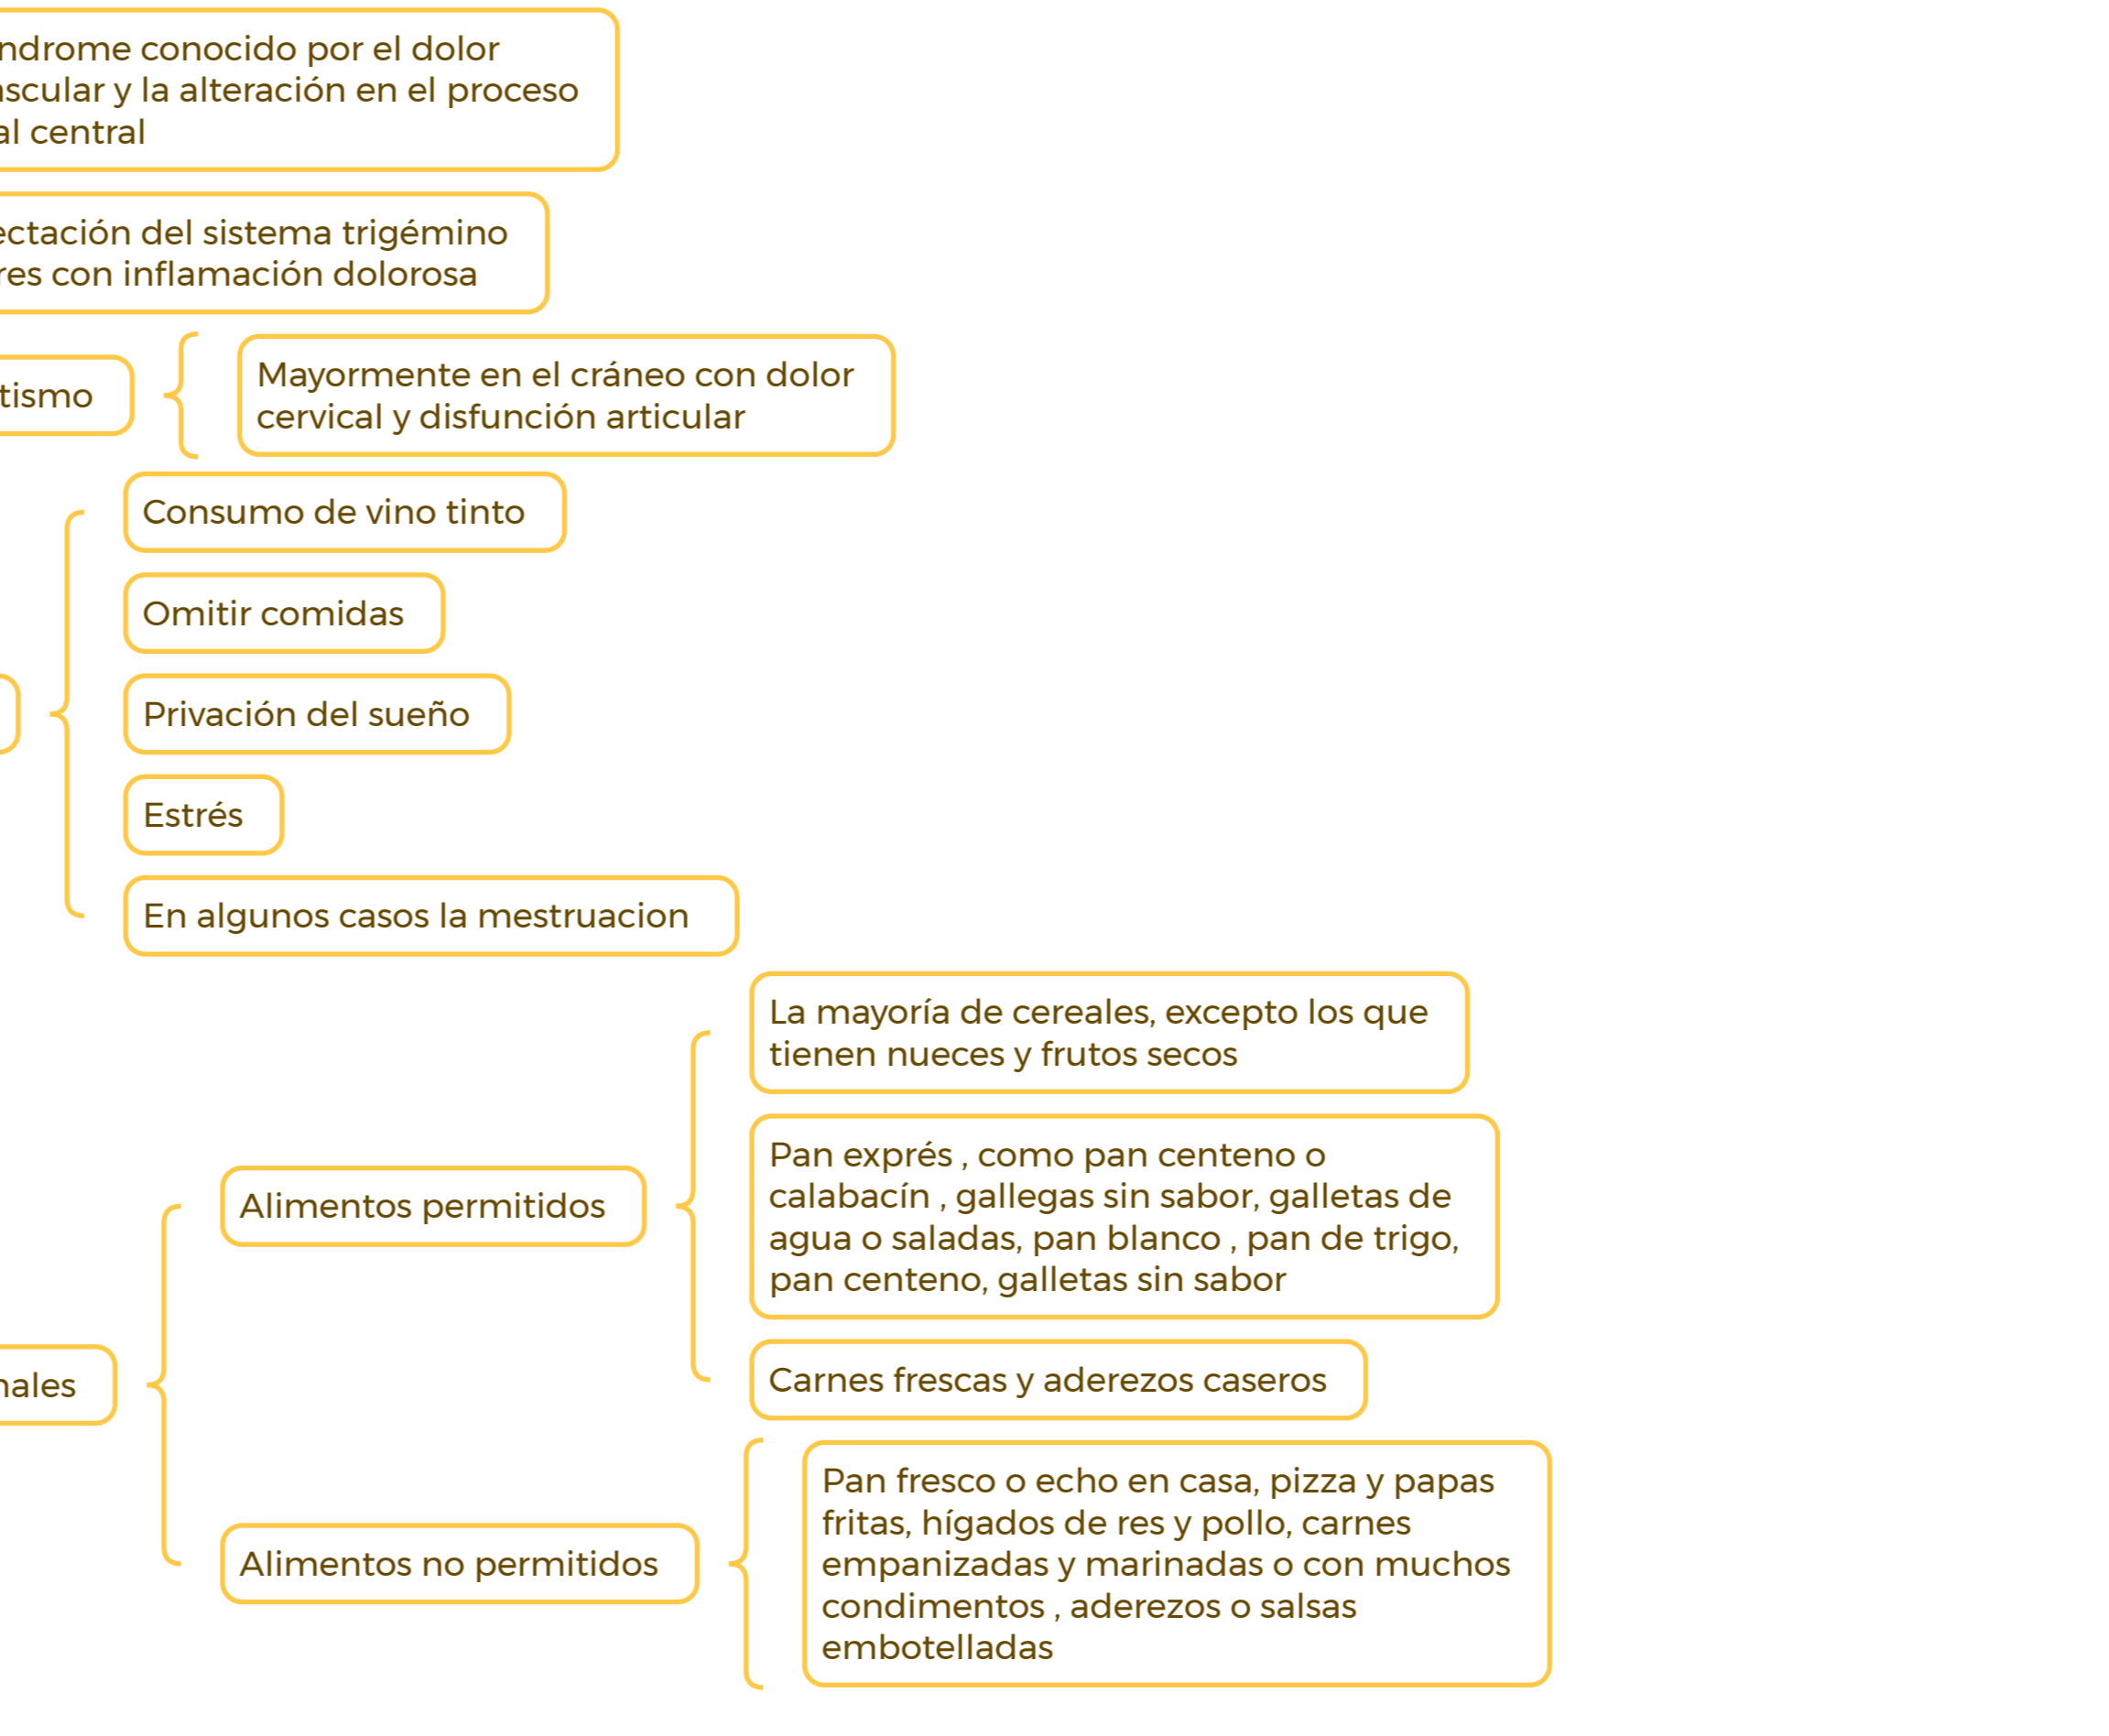 ndrome conocido por el dolor
scular y la alteración en el proceso
al central
ectación del sistema trigémino
res con inflamación dolorosa
tismo
Mayormente en el cráneo con dolor
cervical y disfunción articular
Consumo de vino tinto
Omitir comidas
Privación del sueño
Estrés
En algunos casos la mestruacion
La mayoría de cereales, excepto los que
tienen nueces y frutos secos
Alimentos permitidos
Pan exprés , como pan centeno o
calabacín , gallegas sin sabor, galletas de
agua o saladas, pan blanco , pan de trigo,
pan centeno, galletas sin sabor
Carnes frescas y aderezos caseros
nales
Alimentos no permitidos
Pan fresco o echo en casa, pizza y papas
fritas, hígados de res y pollo, carnes
empanizadas y marinadas o con muchos
condimentos , aderezos o salsas
embotelladas